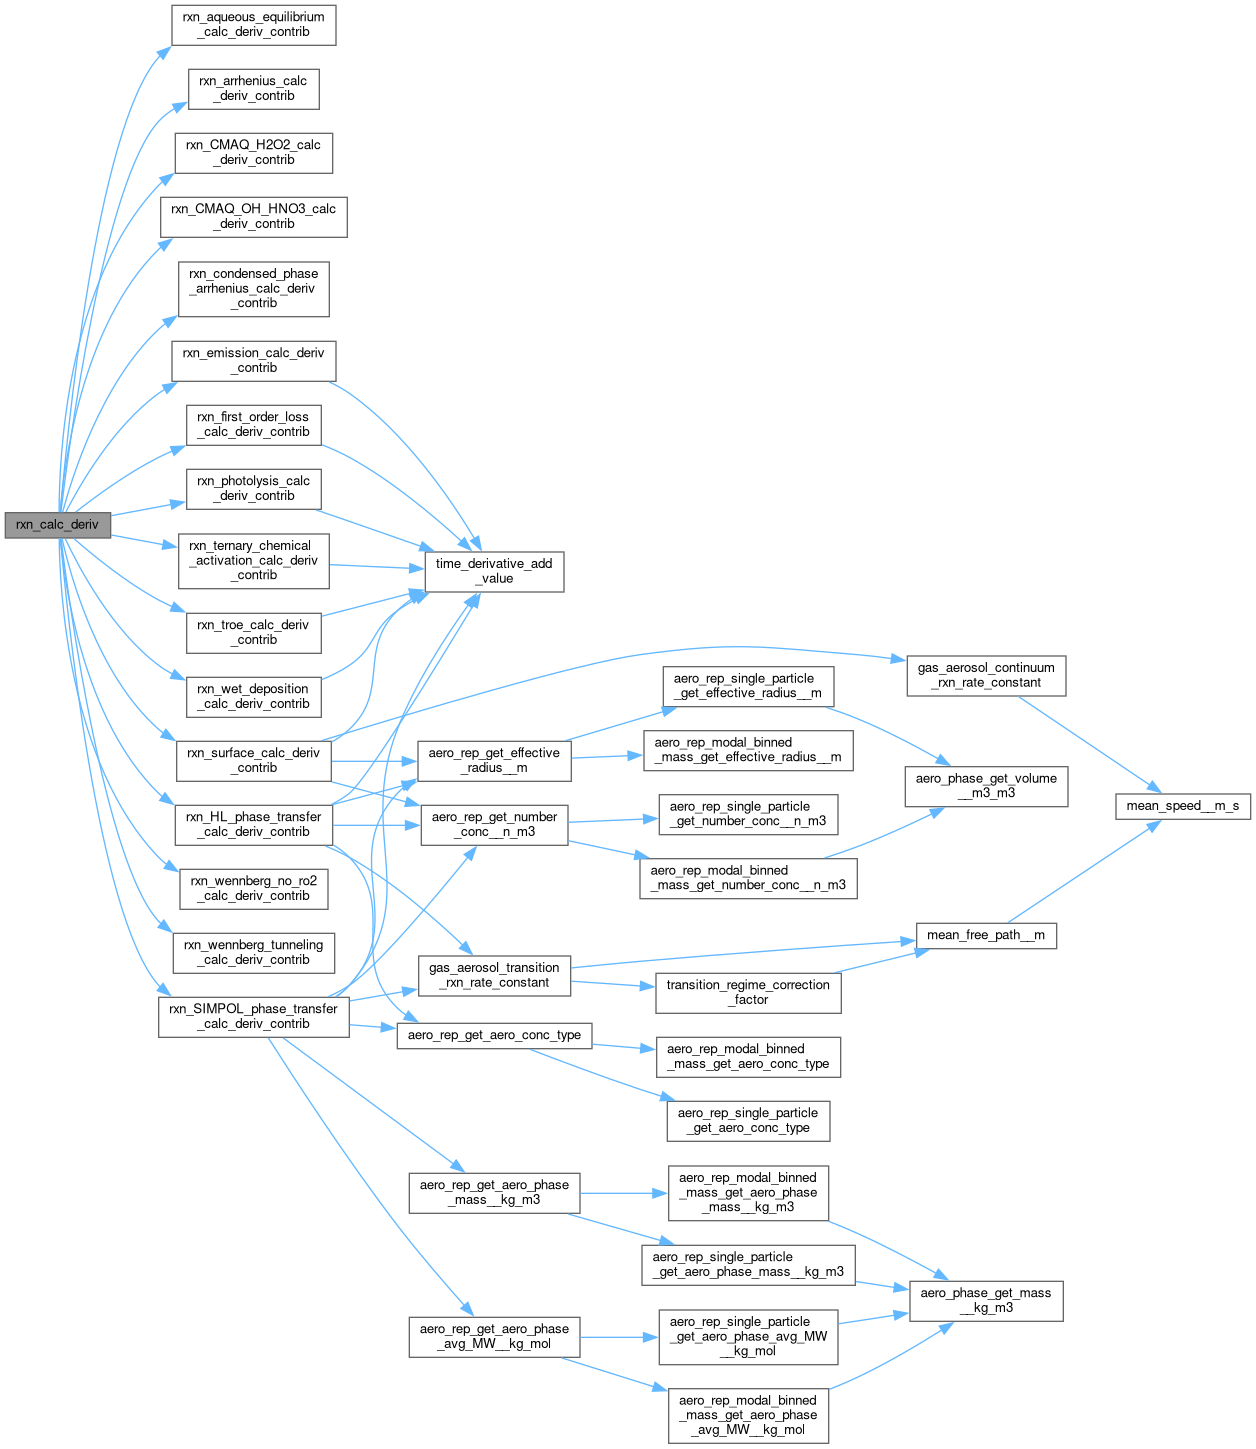 rxn_aqueous_equilibrium
_calc_deriv_contrib
rxn_arrhenius_calc
_deriv_contrib
rxn_CMAQ_H2O2_calc
_deriv_contrib
rxn_CMAQ_OH_HNO3_calc
_deriv_contrib
rxn_condensed_phase
_arrhenius_calc_deriv
_contrib
rxn_emission_calc_deriv
_contrib
rxn_first_order_loss
_calc_deriv_contrib
rxn_photolysis_calc
_deriv_contrib
rxn_calc_deriv
rxn_ternary_chemical
_activation_calc_deriv
_contrib
time_derivative_add
_value
rxn_troe_calc_deriv
_contrib
rxn_wet_deposition
_calc_deriv_contrib
aero_rep_single_particle
_get_effective_radius__m
gas_aerosol_continuum
_rxn_rate_constant
rxn_surface_calc_deriv
_contrib
aero_rep_get_effective
_radius__m
aero_rep_modal_binned
_mass_get_effective_radius__m
aero_phase_get_volume
__m3_m3
mean_speed__m_s
rxn_HL_phase_transfer
_calc_deriv_contrib
aero_rep_get_number
_conc__n_m3
aero_rep_single_particle
_get_number_conc__n_m3
rxn_wennberg_no_ro2
_calc_deriv_contrib
aero_rep_modal_binned
_mass_get_number_conc__n_m3
rxn_wennberg_tunneling
_calc_deriv_contrib
mean_free_path__m
gas_aerosol_transition
_rxn_rate_constant
transition_regime_correction
_factor
rxn_SIMPOL_phase_transfer
_calc_deriv_contrib
aero_rep_get_aero_conc_type
aero_rep_modal_binned
_mass_get_aero_conc_type
aero_rep_single_particle
_get_aero_conc_type
aero_rep_get_aero_phase
_mass__kg_m3
aero_rep_modal_binned
_mass_get_aero_phase
_mass__kg_m3
aero_rep_single_particle
_get_aero_phase_mass__kg_m3
aero_phase_get_mass
__kg_m3
aero_rep_get_aero_phase
_avg_MW__kg_mol
aero_rep_single_particle
_get_aero_phase_avg_MW
__kg_mol
aero_rep_modal_binned
_mass_get_aero_phase
_avg_MW__kg_mol